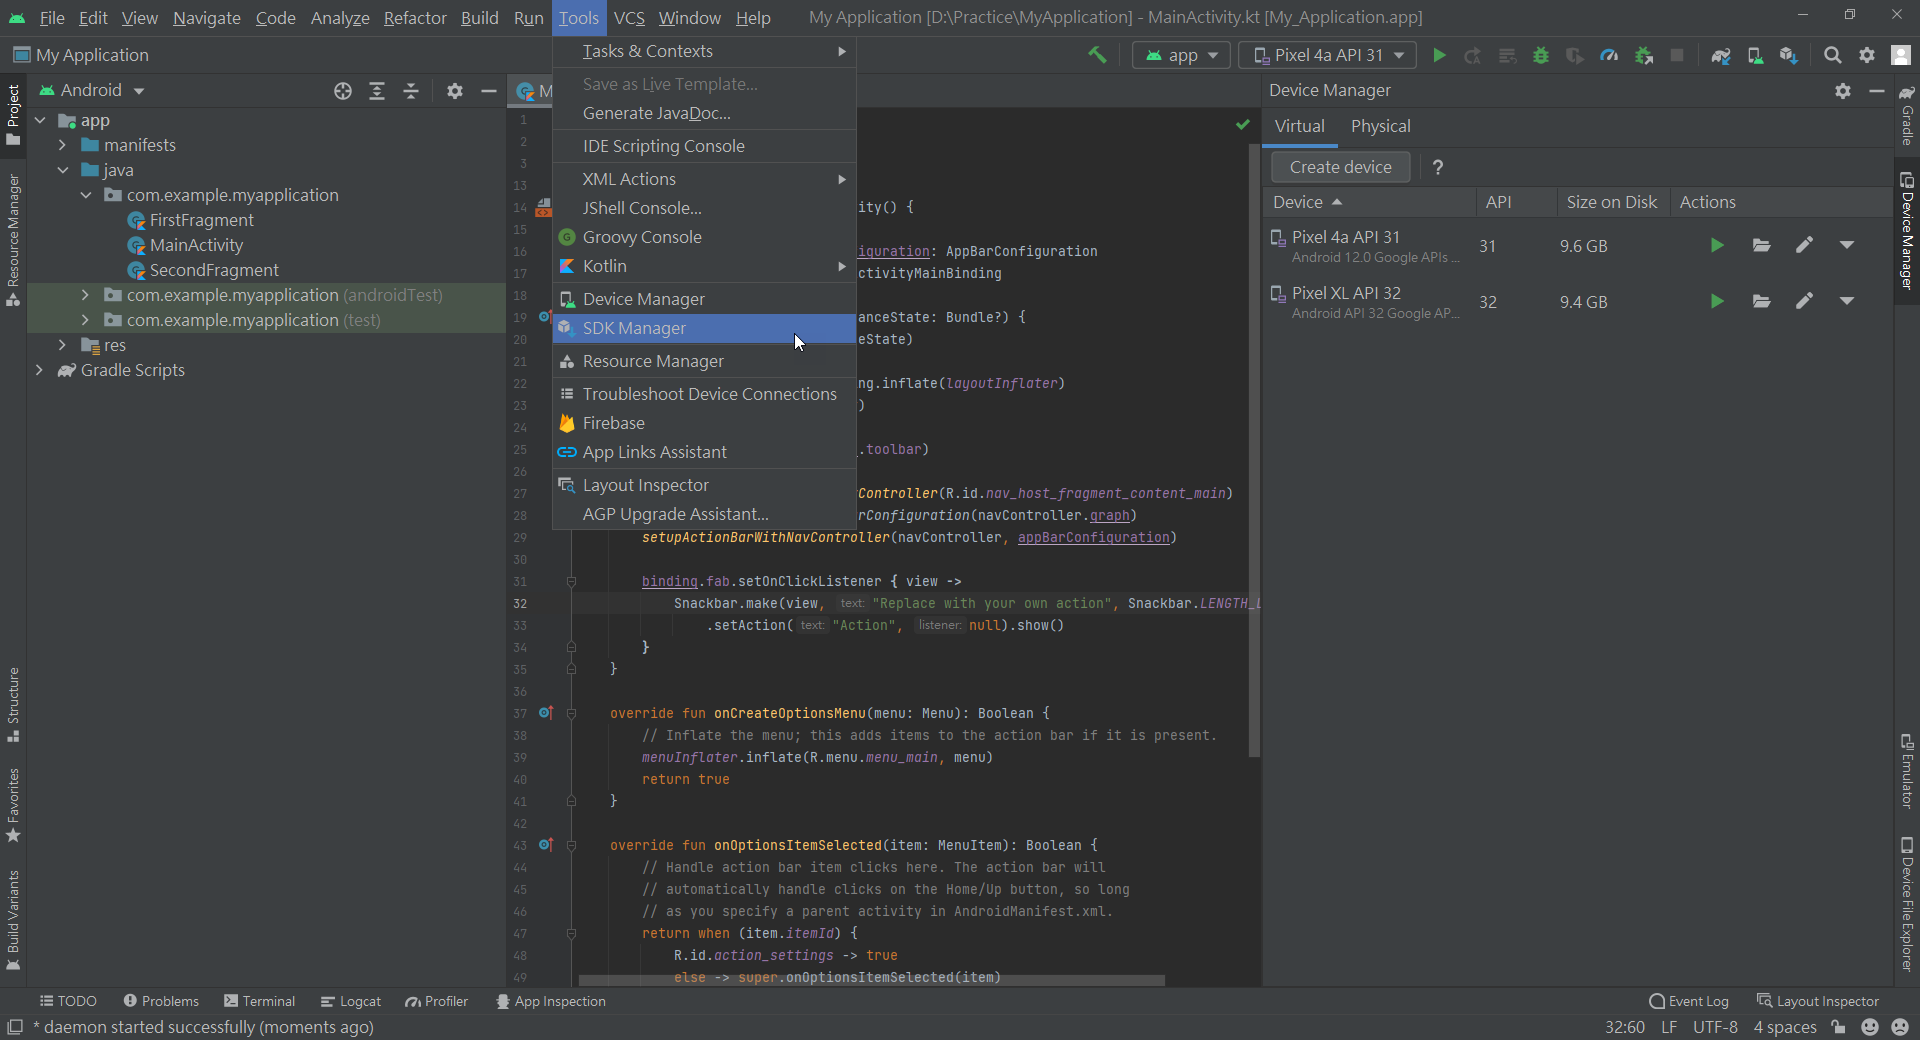 File Edit View Navigate Code Analyze Refactor Build Run Tools VCS Window Help My Application [D:\Practice\MyApplication] - MainActivity.kt [My_Application.app]
My Application
app
Pixel 4a API 31
Project
Resource Manager
Structure
Favorites
Build Variants
Android
app
manifests
java
com.example.myapplication
FirstFragment
MainActivity
SecondFragment
com.example.myapplication (androidTest)
com.example.myapplication (test)
res
Gradle Scripts
Tasks & Contexts
Save as Live Template...
Generate JavaDoc...
IDE Scripting Console
XML Actions
JShell Console...
Groovy Console
Kotlin
Device Manager
SDK Manager
Resource Manager
Troubleshoot Device Connections
Firebase
App Links Assistant
Layout Inspector
AGP Upgrade Assistant...
M
1
2
3
13
14 ity() {
15
16 iguration: AppBarConfiguration
17 ctivityMainBinding
18
19 anceState: Bundle?) {
20 eState)
21
22 ng.inflate(layoutInflater)
23 )
24
25 .toolbar)
26
27 Controller(R.id.nav_host_fragment_content_main)
28 rConfiguration(navController.graph)
29 setupActionBarWithNavController(navController, appBarConfiguration)
30
31 binding.fab.setOnClickListener { view ->
32 Snackbar.make(view, text: "Replace with your own action", Snackbar.LENGTH_L
33 .setAction( text: "Action", listener: null).show()
34 }
35 }
36
37 override fun onCreateOptionsMenu(menu: Menu): Boolean {
38 // Inflate the menu; this adds items to the action bar if it is present.
39 menuInflater.inflate(R.menu.menu_main, menu)
40 return true
41 }
42
43 override fun onOptionsItemSelected(item: MenuItem): Boolean {
44 // Handle action bar item clicks here. The action bar will
45 // automatically handle clicks on the Home/Up button, so long
46 // as you specify a parent activity in AndroidManifest.xml.
47 return when (item.itemId) {
48 R.id.action_settings -> true
49 else -> super.onOptionsItemSelected(item)
Device Manager
Virtual Physical
Create device ?
Device API Size on Disk Actions
Pixel 4a API 31 31 9.6 GB
Android 12.0 Google APIs ...
Pixel XL API 32 32 9.4 GB
Android API 32 Google AP...
Gradle
Device Manager
Emulator
Device File Explorer
TODO Problems Terminal Logcat Profiler App Inspection Event Log Layout Inspector
* daemon started successfully (moments ago) 32:60 LF UTF-8 4 spaces